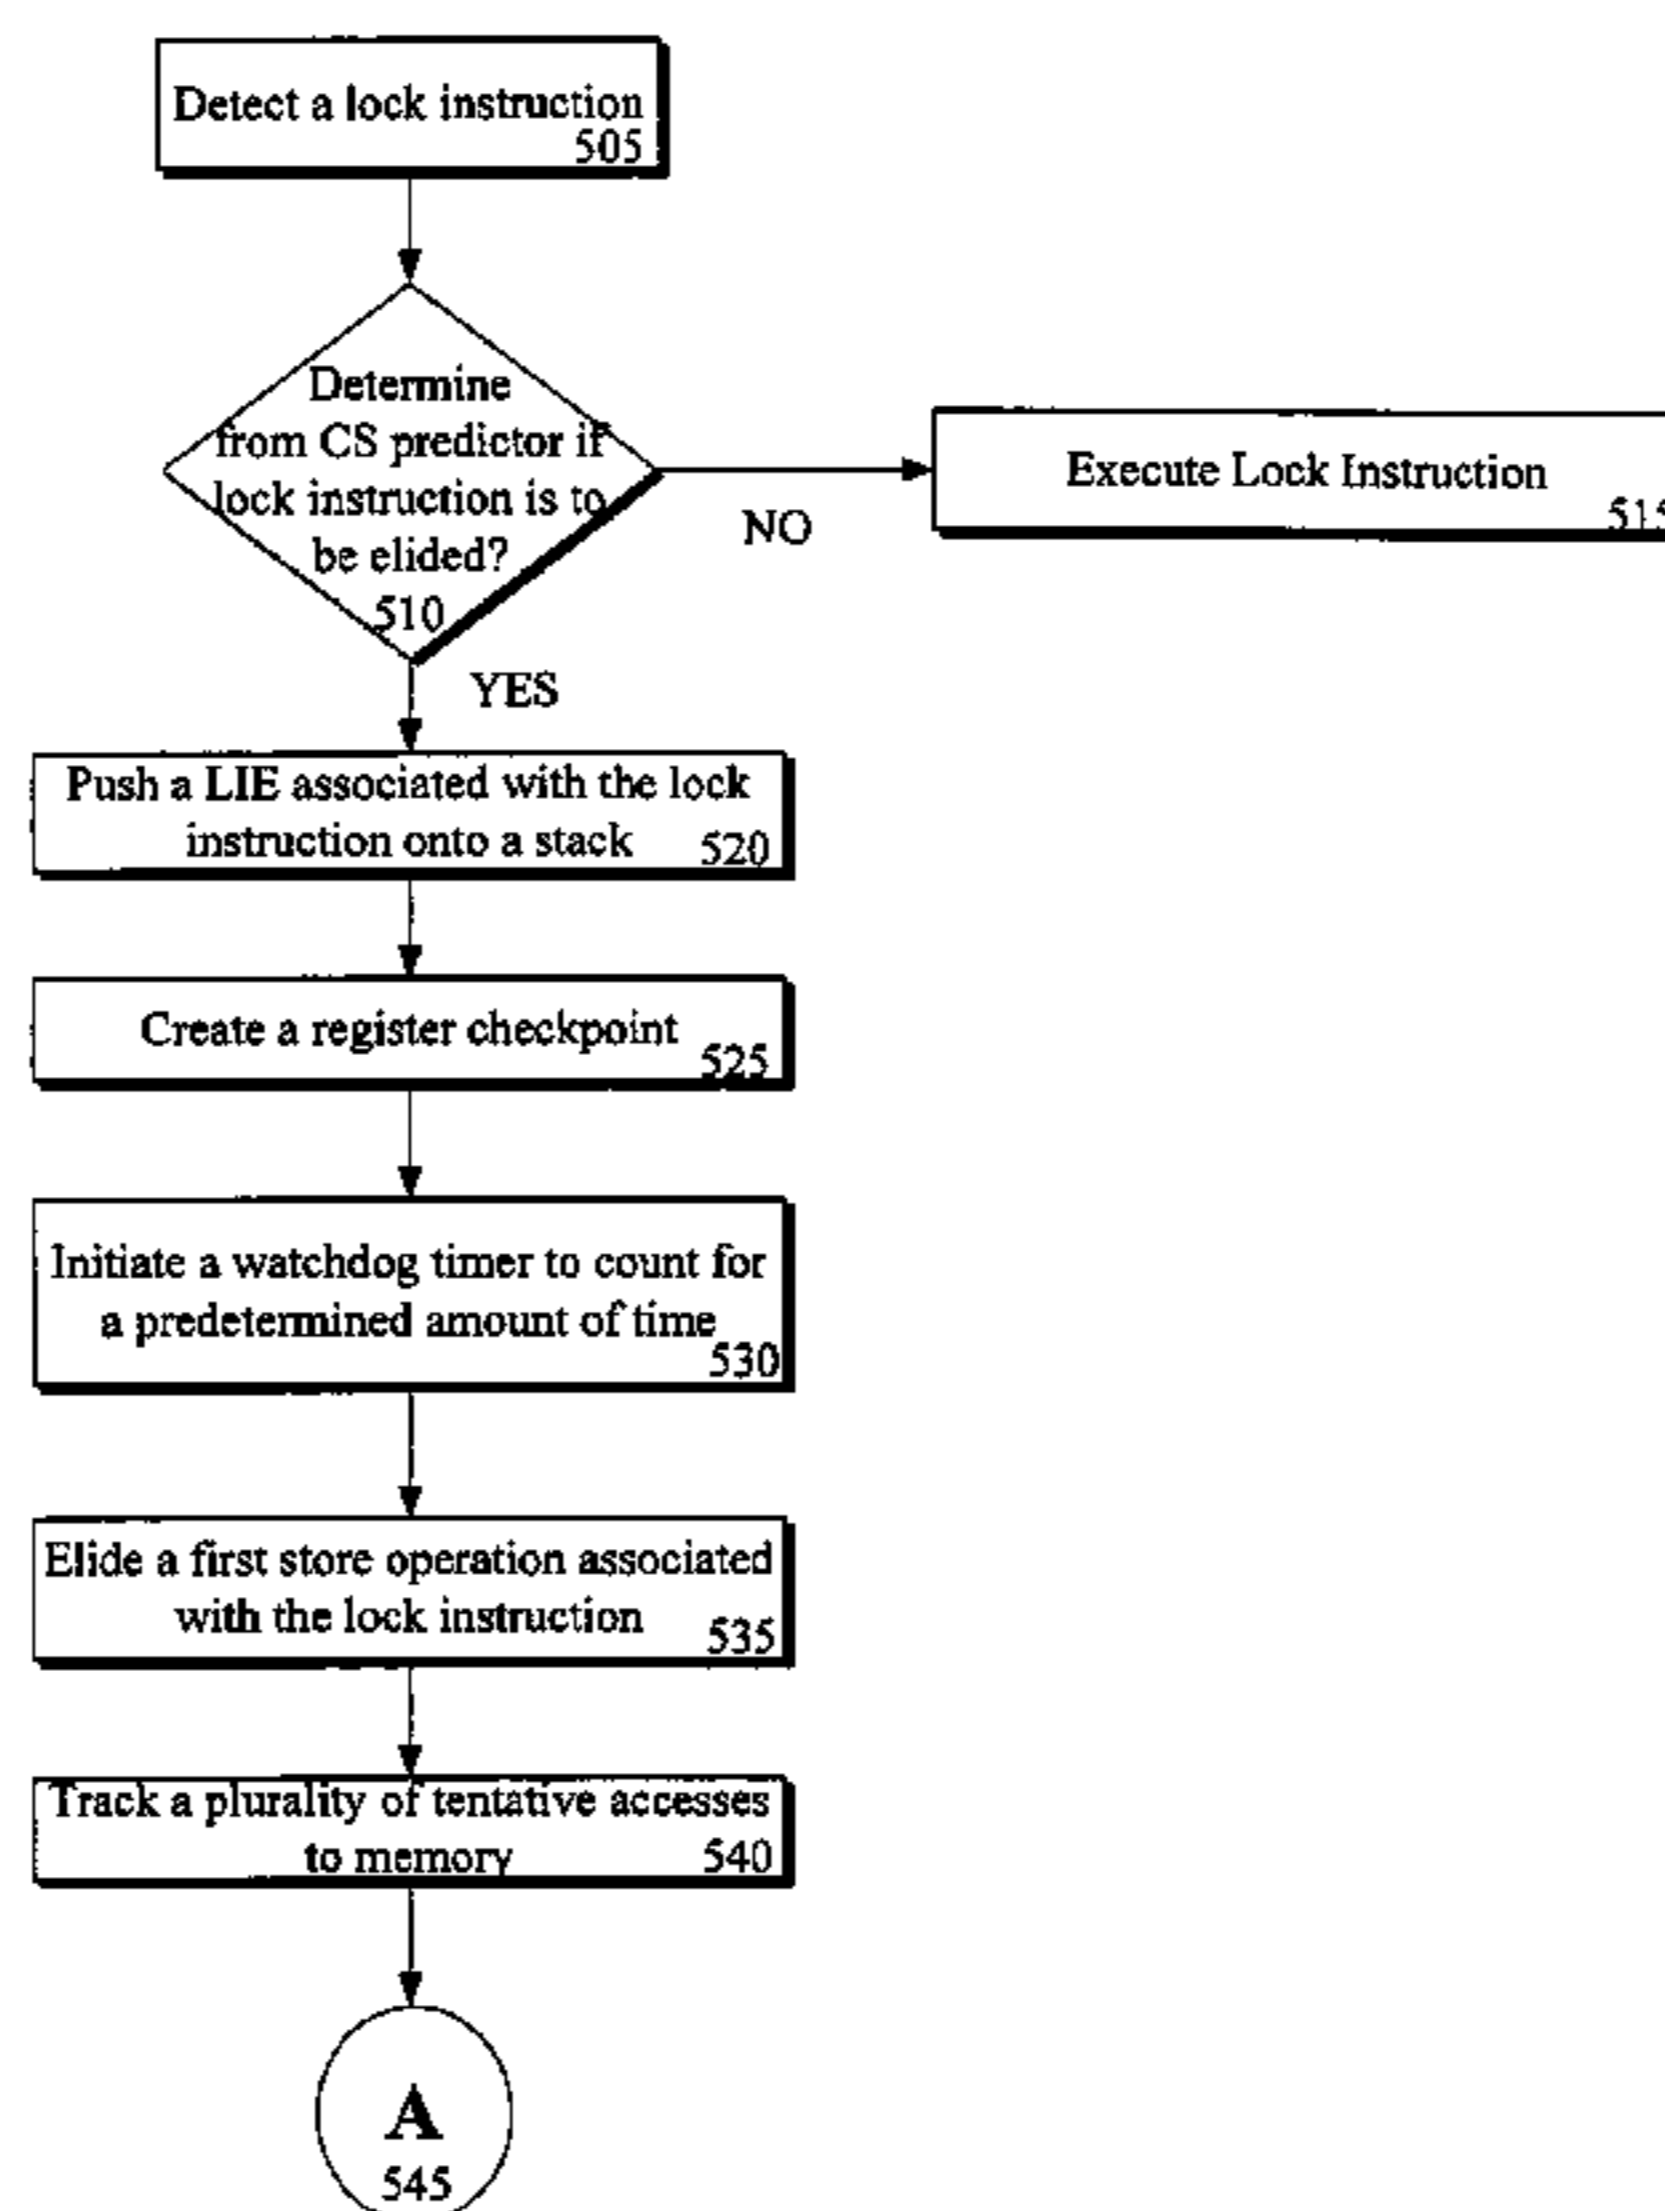 Detect a lock instruction
505
Determine
from CS predictor if
lock instruction is to
be elided?
510
NO
Execute Lock Instruction
515
YES
Push a LIE associated with the lock
instruction onto a stack 520
Create a register checkpoint
525
Initiate a watchdog timer to count for
a predetermined amount of time
530
Elide a first store operation associated
with the lock instruction 535
Track a plurality of tentative accesses
to memory 540
A
545